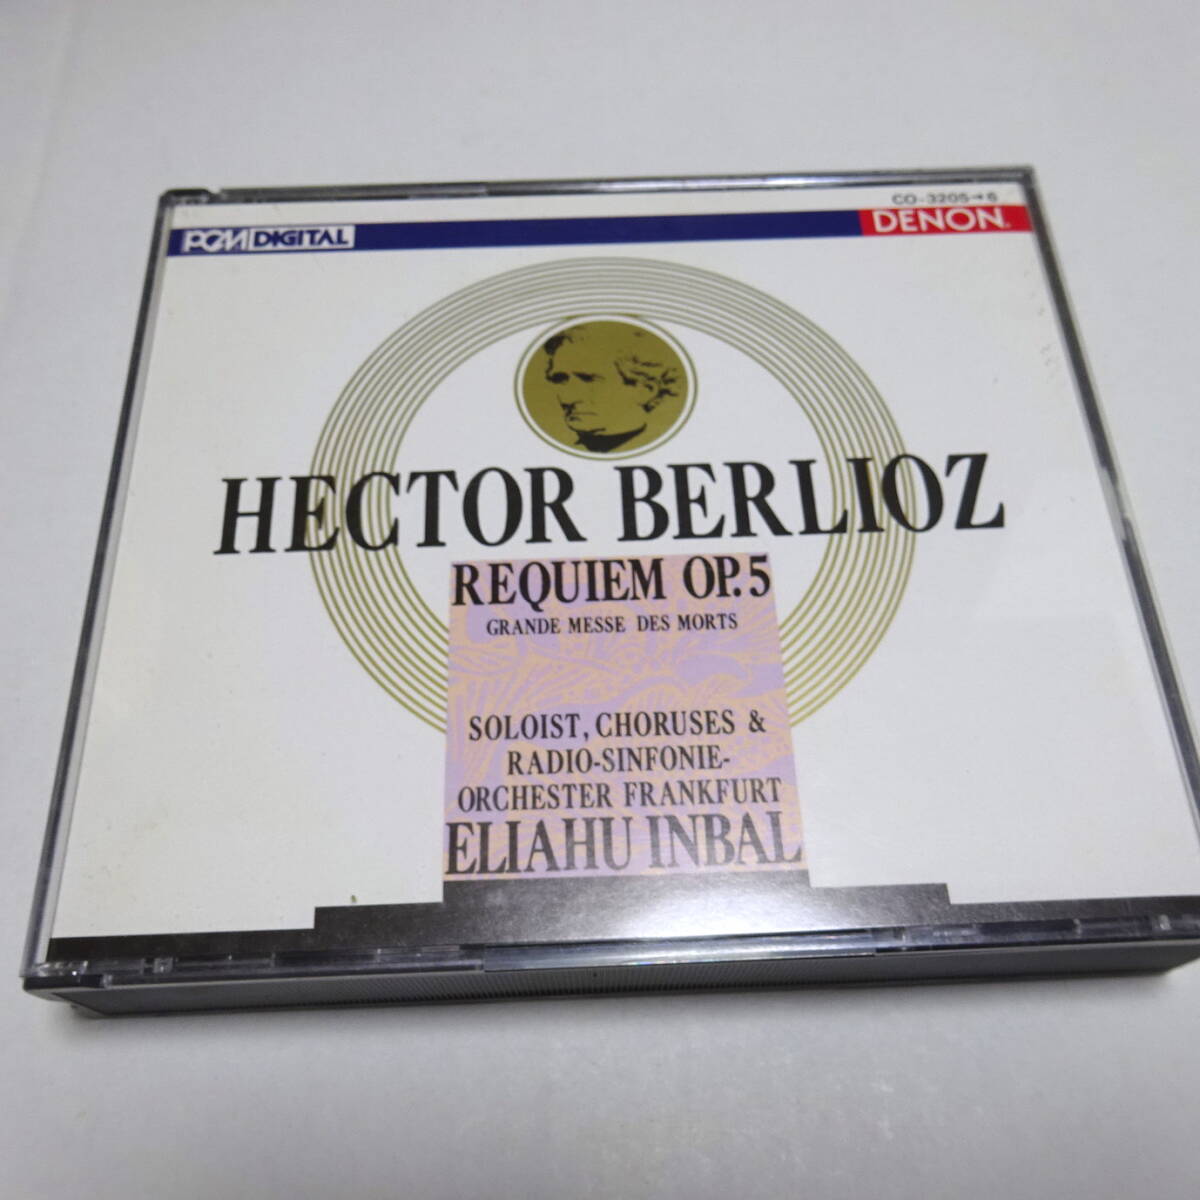 CO-3205→6
PCM DIGITAL
DENON
HECTOR BERLIOZ
REQUIEM OP.5
GRANDE MESSE DES MORTS
SOLOIST, CHORUSES &
RADIO-SINFONIE-
ORCHESTER FRANKFURT
ELIAHU INBAL